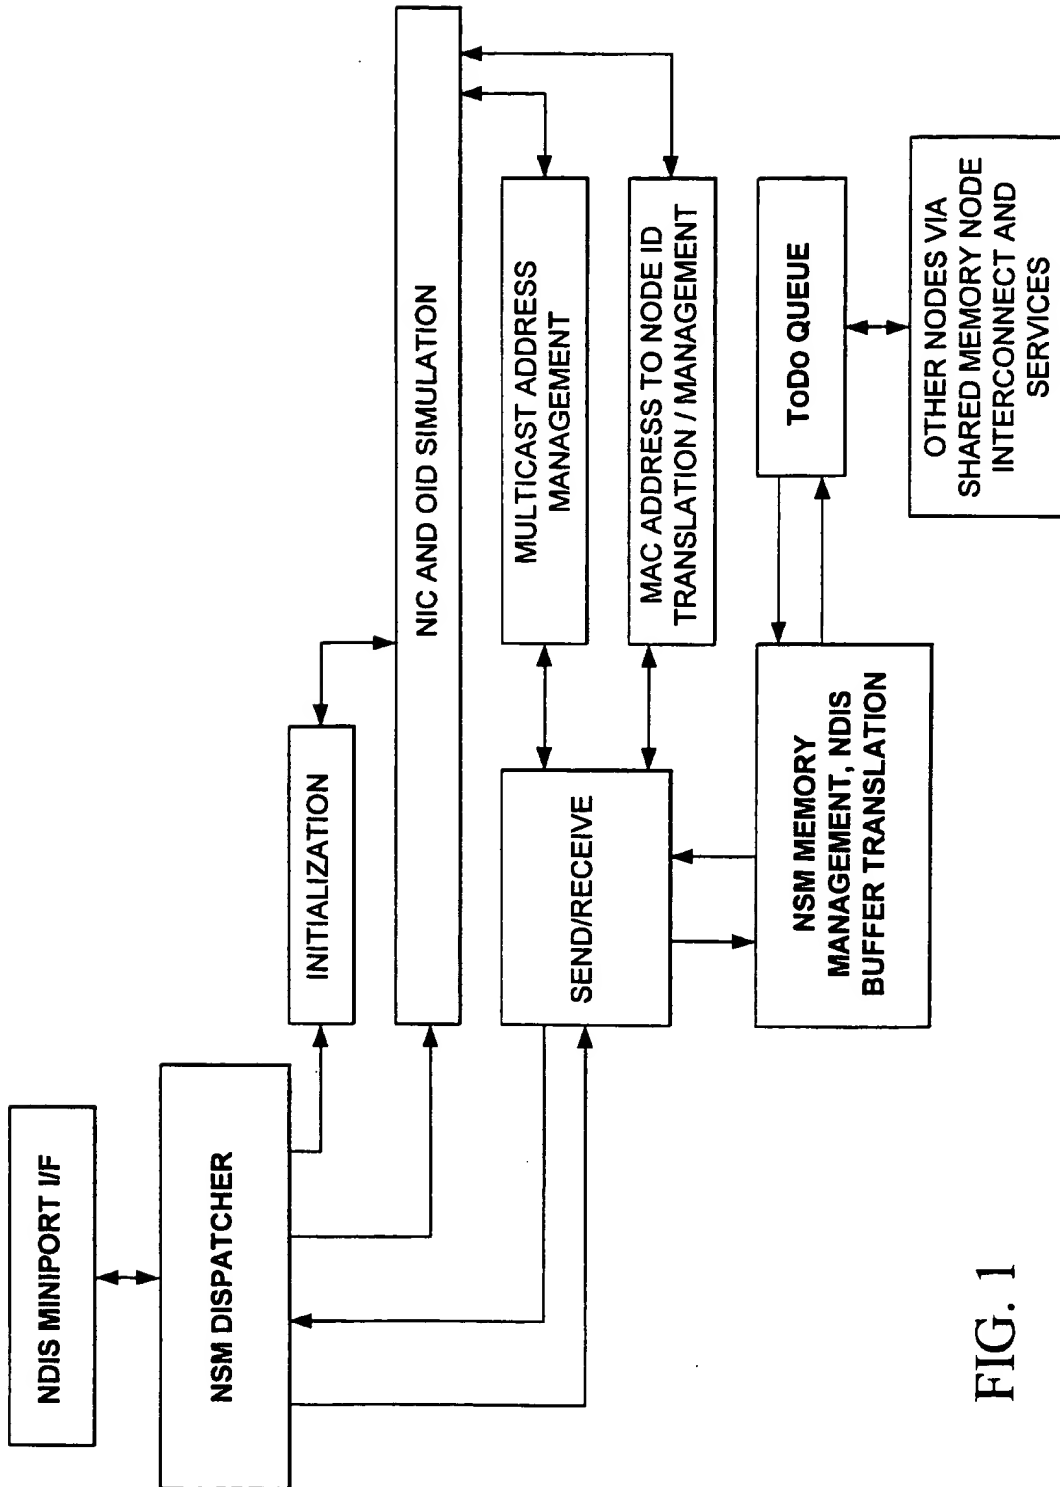 NDIS MINIPORT I/F
NSM DISPATCHER
INITIALIZATION
NIC AND OID SIMULATION
SEND/RECEIVE
MULTICAST ADDRESS
MANAGEMENT
MAC ADDRESS TO NODE ID
TRANSLATION / MANAGEMENT
NSM MEMORY
MANAGEMENT, NDIS
BUFFER TRANSLATION
ToDo QUEUE
OTHER NODES VIA
SHARED MEMORY NODE
INTERCONNECT AND
SERVICES
FIG. 1